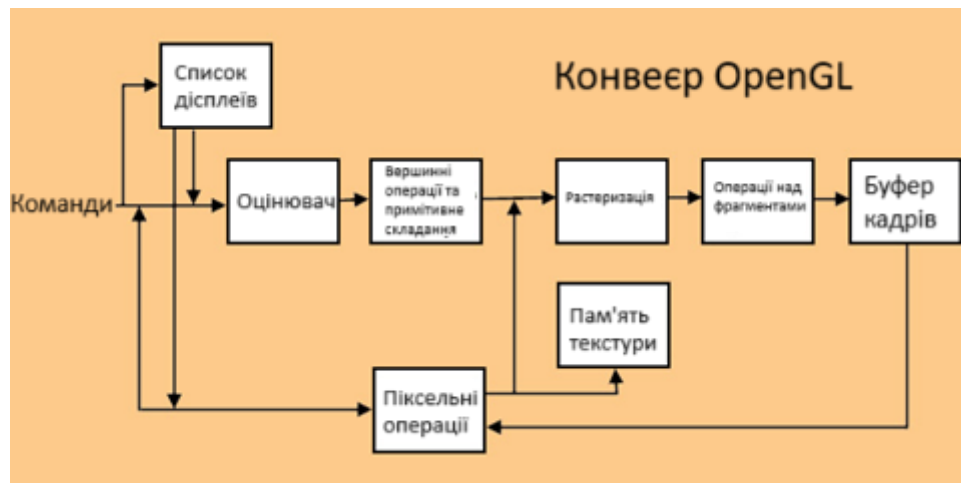 Конвеєр OpenGL
Список
дісплеїв
Команди
Оцінювач
Вершинні
операції та
примітивне
складання
Растеризація
Операції над
фрагментами
Буфер
кадрів
Пам'ять
текстури
Піксельні
операції